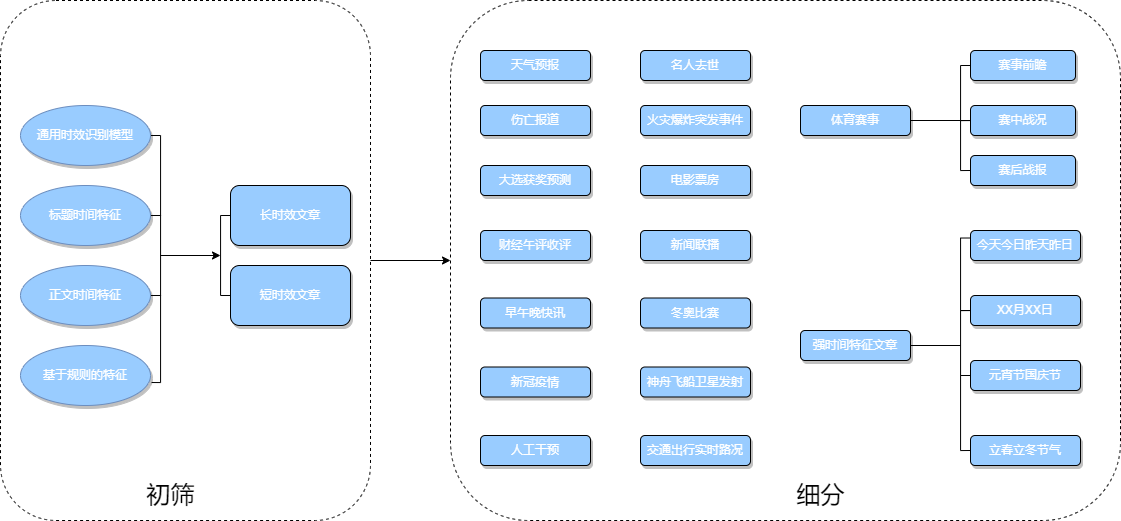 通用时效识别模型
标题时间特征
正文时间特征
基于规则的特征
长时效文章
短时效文章
初筛
天气预报
名人去世
伤亡报道
火灾爆炸突发事件
大选获奖预测
电影票房
财经午评收评
新闻联播
早午晚快讯
冬奥比赛
新冠疫情
神舟飞船卫星发射
人工干预
交通出行实时路况
体育赛事
赛事前瞻
赛中战况
赛后战报
强时间特征文章
今天今日昨天昨日
XX月XX日
元宵节国庆节
立春立冬节气
细分